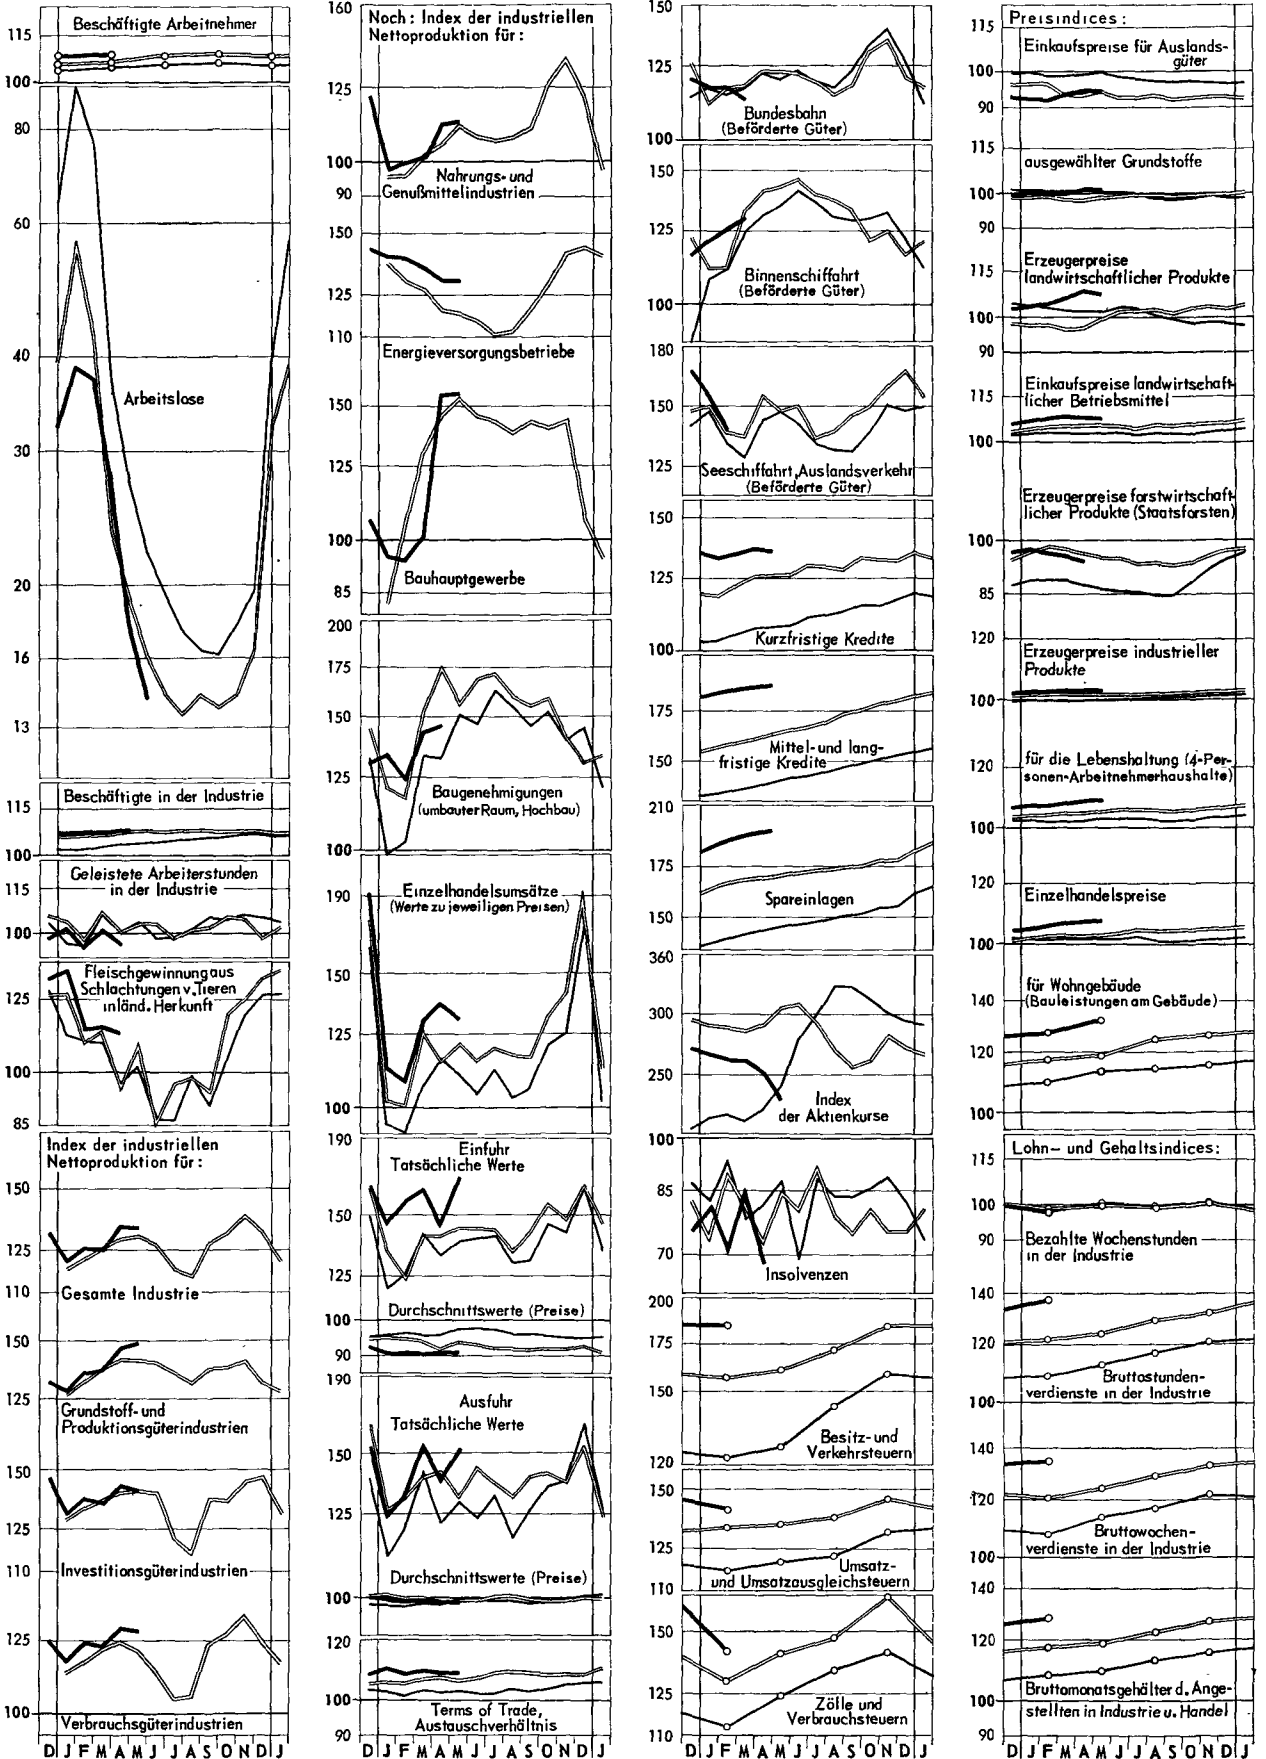 Beschäftigte Arbeitnehmer
115
100
80
60
40
30
20
16
13
Arbeitslose
Beschäftigte in der Industrie
115
100
Geleistete Arbeiterstunden
in der Industrie
115
100
Fleischgewinnung aus
Schlachtungen v. Tieren
inländ. Herkunft
125
100
85
Index der industriellen
Nettoproduktion für:
150
125
110
Gesamte Industrie
150
125
Grundstoff- und
Produktionsgüterindustrien
150
125
110
Investitionsgüterindustrien
125
100
Verbrauchsgüterindustrien
D J F M A M J J A S O N D J
160
Noch: Index der industriellen
Nettoproduktion für:
125
100
90
Nahrungs- und
Genußmittelindustrien
150
125
110
Energieversorgungsbetriebe
150
125
100
85
Bauhauptgewerbe
200
175
150
125
100
Baugenehmigungen
(umbauter Raum, Hochbau)
190
150
125
100
Einzelhandelsumsätze
(Werte zu jeweiligen Preisen)
190
Einfuhr
Tatsächliche Werte
150
125
Durchschnittswerte (Preise)
100
90
190
Ausfuhr
Tatsächliche Werte
150
125
Durchschnittswerte (Preise)
100
120
100
90
Terms of Trade,
Austauschverhältnis
D J F M A M J J A S O N D J
150
125
100
Bundesbahn
(Beförderte Güter)
150
125
100
Binnenschiffahrt
(Beförderte Güter)
180
150
125
Seeschiffahrt, Auslandsverkehr
(Beförderte Güter)
150
125
100
Kurzfristige Kredite
175
150
Mittel- und lang-
fristige Kredite
210
175
150
Spareinlagen
360
300
250
Index
der Aktienkurse
100
85
70
Insolvenzen
200
175
150
120
Besitz- und
Verkehrsteuern
150
125
110
Umsatz-
und Umsatzausgleichsteuern
150
125
110
Zölle und
Verbrauchsteuern
D J F M A M J J A S O N D J
Preisindices:
115
Einkaufspreise für Auslands-
güter
100
90
115
ausgewählter Grundstoffe
100
90
Erzeugerpreise
landwirtschaftlicher Produkte
115
100
90
Einkaufspreise landwirtschaft-
licher Betriebsmittel
115
100
Erzeugerpreise forstwirtschaft-
licher Produkte (Staatsforsten)
100
85
120
Erzeugerpreise industrieller
Produkte
100
für die Lebenshaltung (4-Per-
sonen-Arbeitnehmerhaushalte)
120
100
120
Einzelhandelspreise
100
für Wohngebäude
(Bauleistungen am Gebäude)
140
120
100
Lohn- und Gehaltsindices:
115
100
90
Bezahlte Wochenstunden
in der Industrie
140
120
Bruttostunden-
verdienste in der Industrie
100
140
120
Bruttowochen-
verdienste in der Industrie
100
140
120
Bruttomonatsgehälter d. Ange-
100
stellten in Industrie u. Handel
90
D J F M A M J J A S O N D J